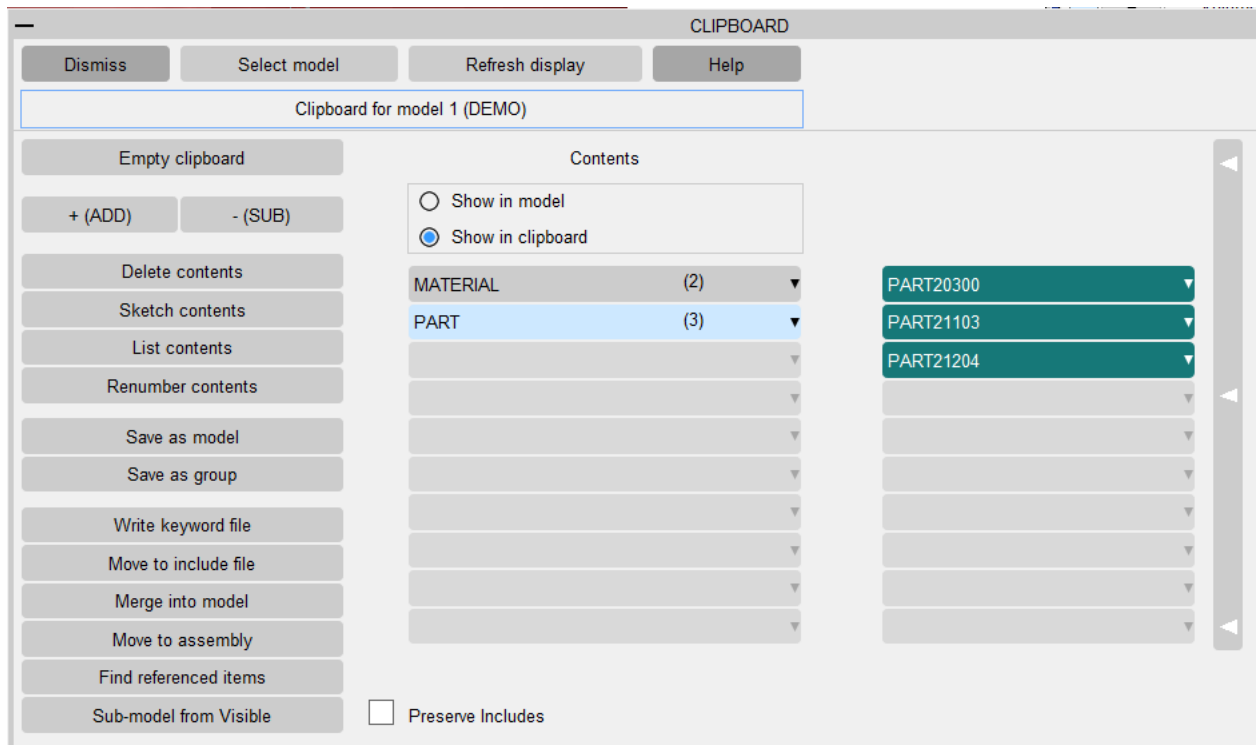 CLIPBOARD
Dismiss
Select model
Refresh display
Help
Clipboard for model 1 (DEMO)
Empty clipboard
+ (ADD)
- (SUB)
Delete contents
Sketch contents
List contents
Renumber contents
Save as model
Save as group
Write keyword file
Move to include file
Merge into model
Move to assembly
Find referenced items
Sub-model from Visible
Contents
Show in model
Show in clipboard
MATERIAL (2)
PART (3)
Preserve Includes
PART20300
PART21103
PART21204